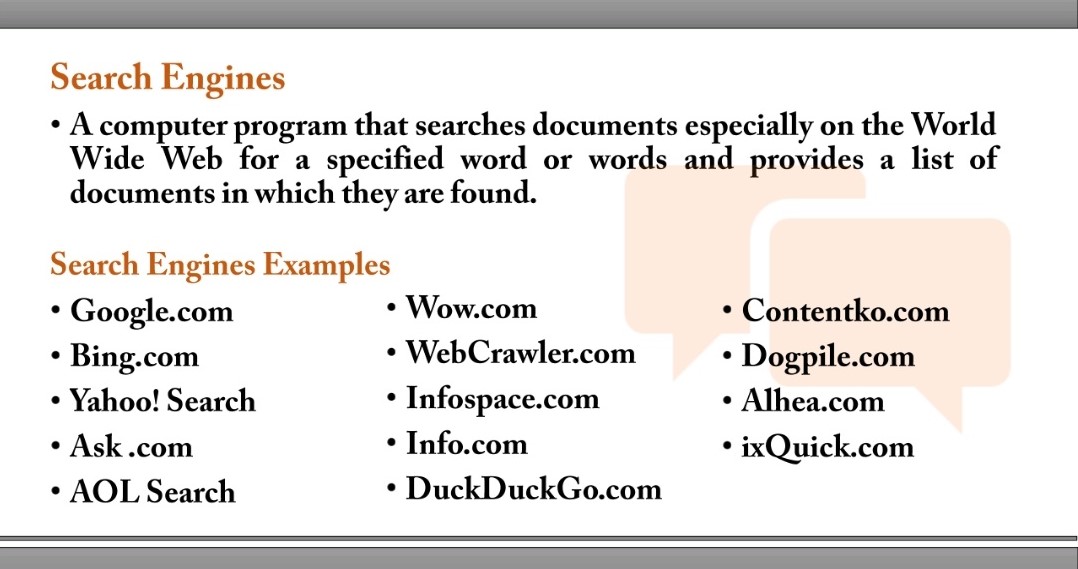 Search Engines
• A computer program that searches documents especially on the World
Wide Web for a specified word or words and provides a list of
documents in which they are found.
Search Engines Examples
• Google.com
• Bing.com
• Yahoo! Search
• Ask .com
• AOL Search
• Wow.com
• WebCrawler.com
• Infospace.com
• Info.com
• DuckDuckGo.com
• Contentko.com
• Dogpile.com
• Alhea.com
• ixQuick.com